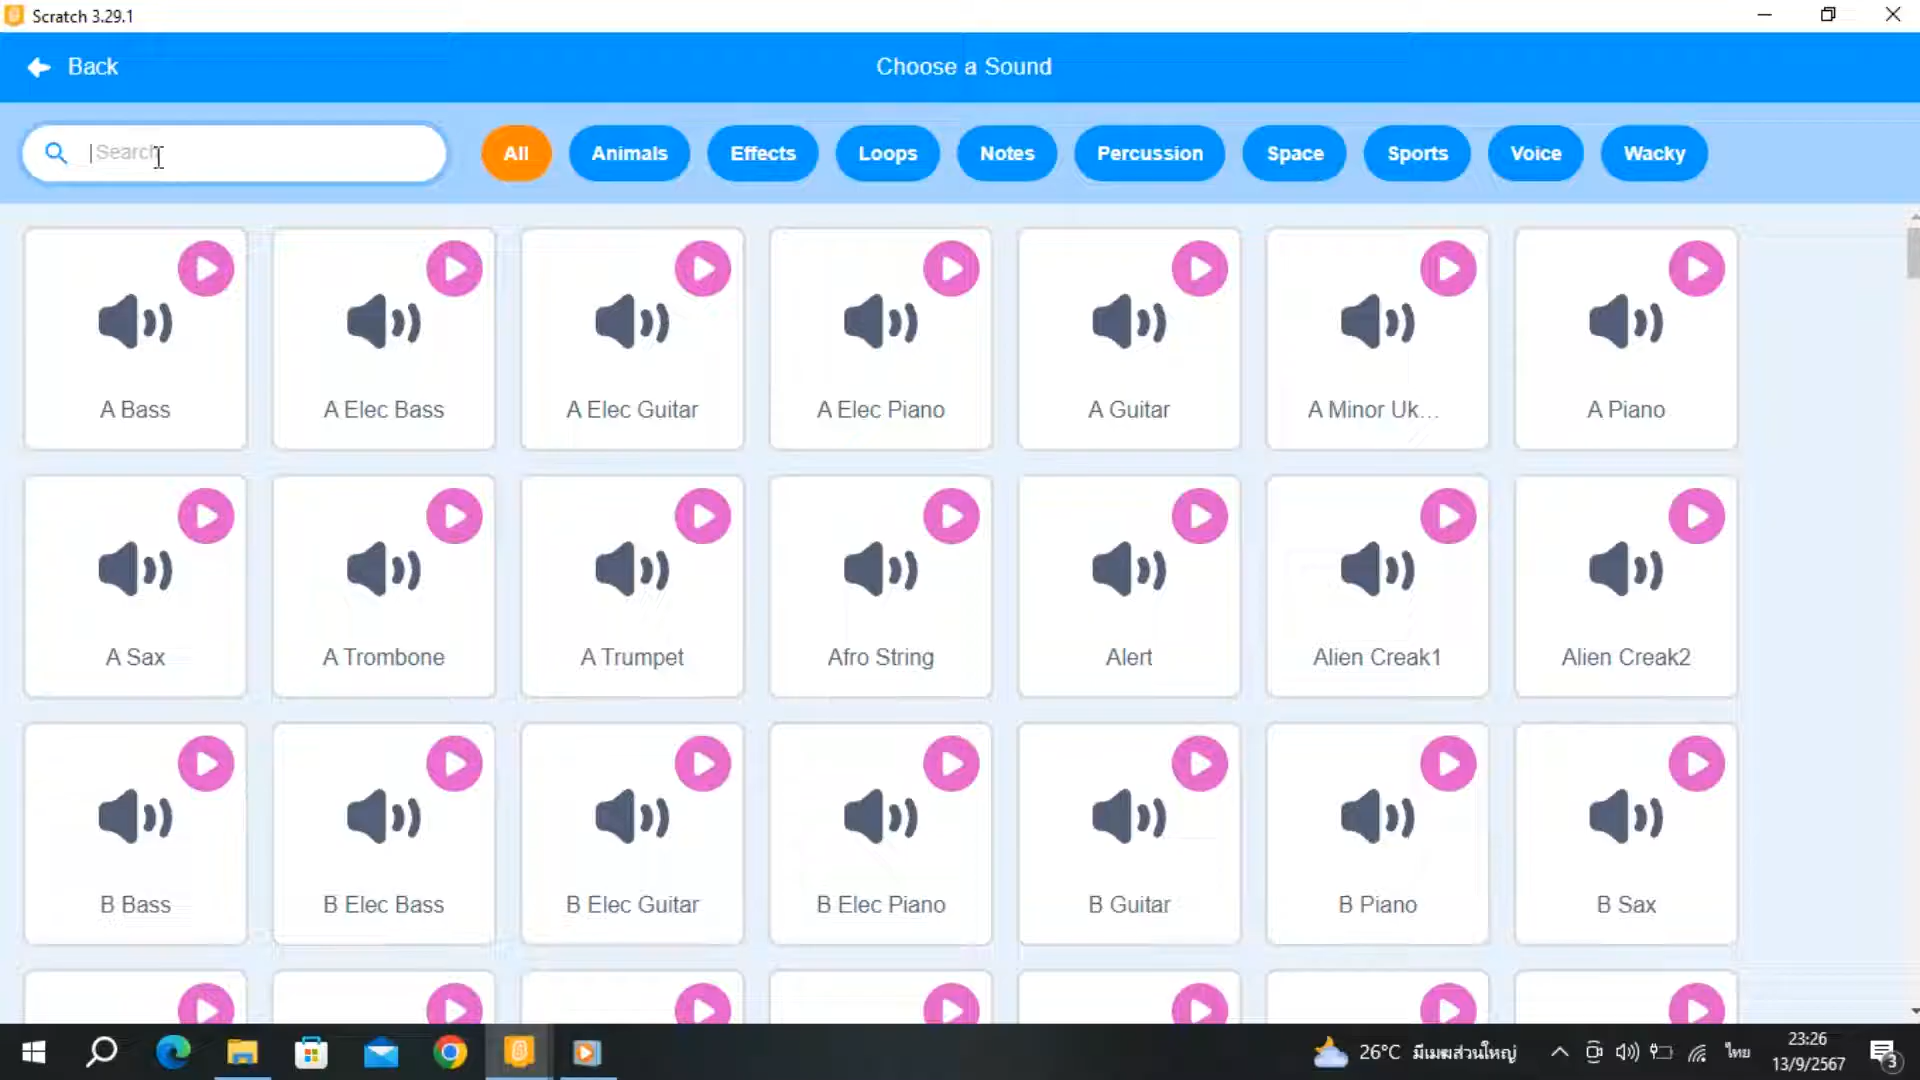 Scratch 3.29.1
Back
Choose a Sound
Search
All
Animals
Effects
Loops
Notes
Percussion
Space
Sports
Voice
Wacky
A Bass
A Elec Bass
A Elec Guitar
A Elec Piano
A Guitar
A Minor Uk...
A Piano
A Sax
A Trombone
A Trumpet
Afro String
Alert
Alien Creak1
Alien Creak2
B Bass
B Elec Bass
B Elec Guitar
B Elec Piano
B Guitar
B Piano
B Sax
26°C มีเมฆส่วนใหญ่
ไทย
23:26
13/9/2567
3